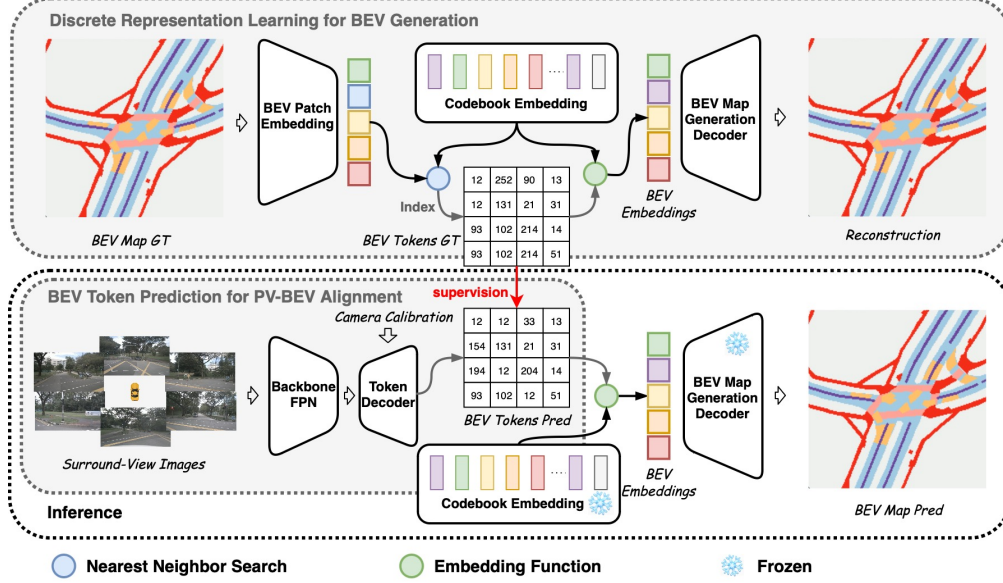 Discrete Representation Learning for BEV Generation
BEV Patch
Embedding
Codebook Embedding
BEV Map
Generation
Decoder
Index
12 252 90 13
12 131 21 31
93 102 214 14
93 102 214 51
BEV Map GT
BEV Tokens GT
BEV
Embeddings
Reconstruction
supervision
BEV Token Prediction for PV-BEV Alignment
Camera Calibration
Backbone
FPN
Token
Decoder
12 12 33 13
154 131 21 31
194 12 204 14
93 102 12 51
BEV Tokens Pred
BEV Map
Generation
Decoder
Surround-View Images
Codebook Embedding
BEV
Embeddings
BEV Map Pred
Inference
Nearest Neighbor Search
Embedding Function
Frozen